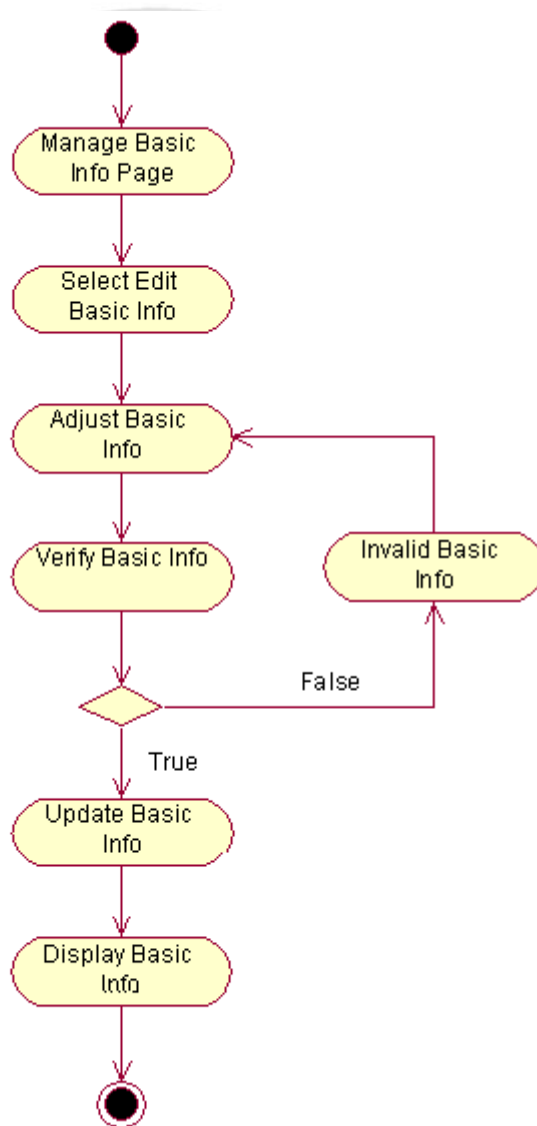 Manage Basic
Info Page
Select Edit
Basic Info
Adjust Basic
Info
Verify Basic Info
Invalid Basic
Info
False
True
Update Basic
Info
Display Basic
Info